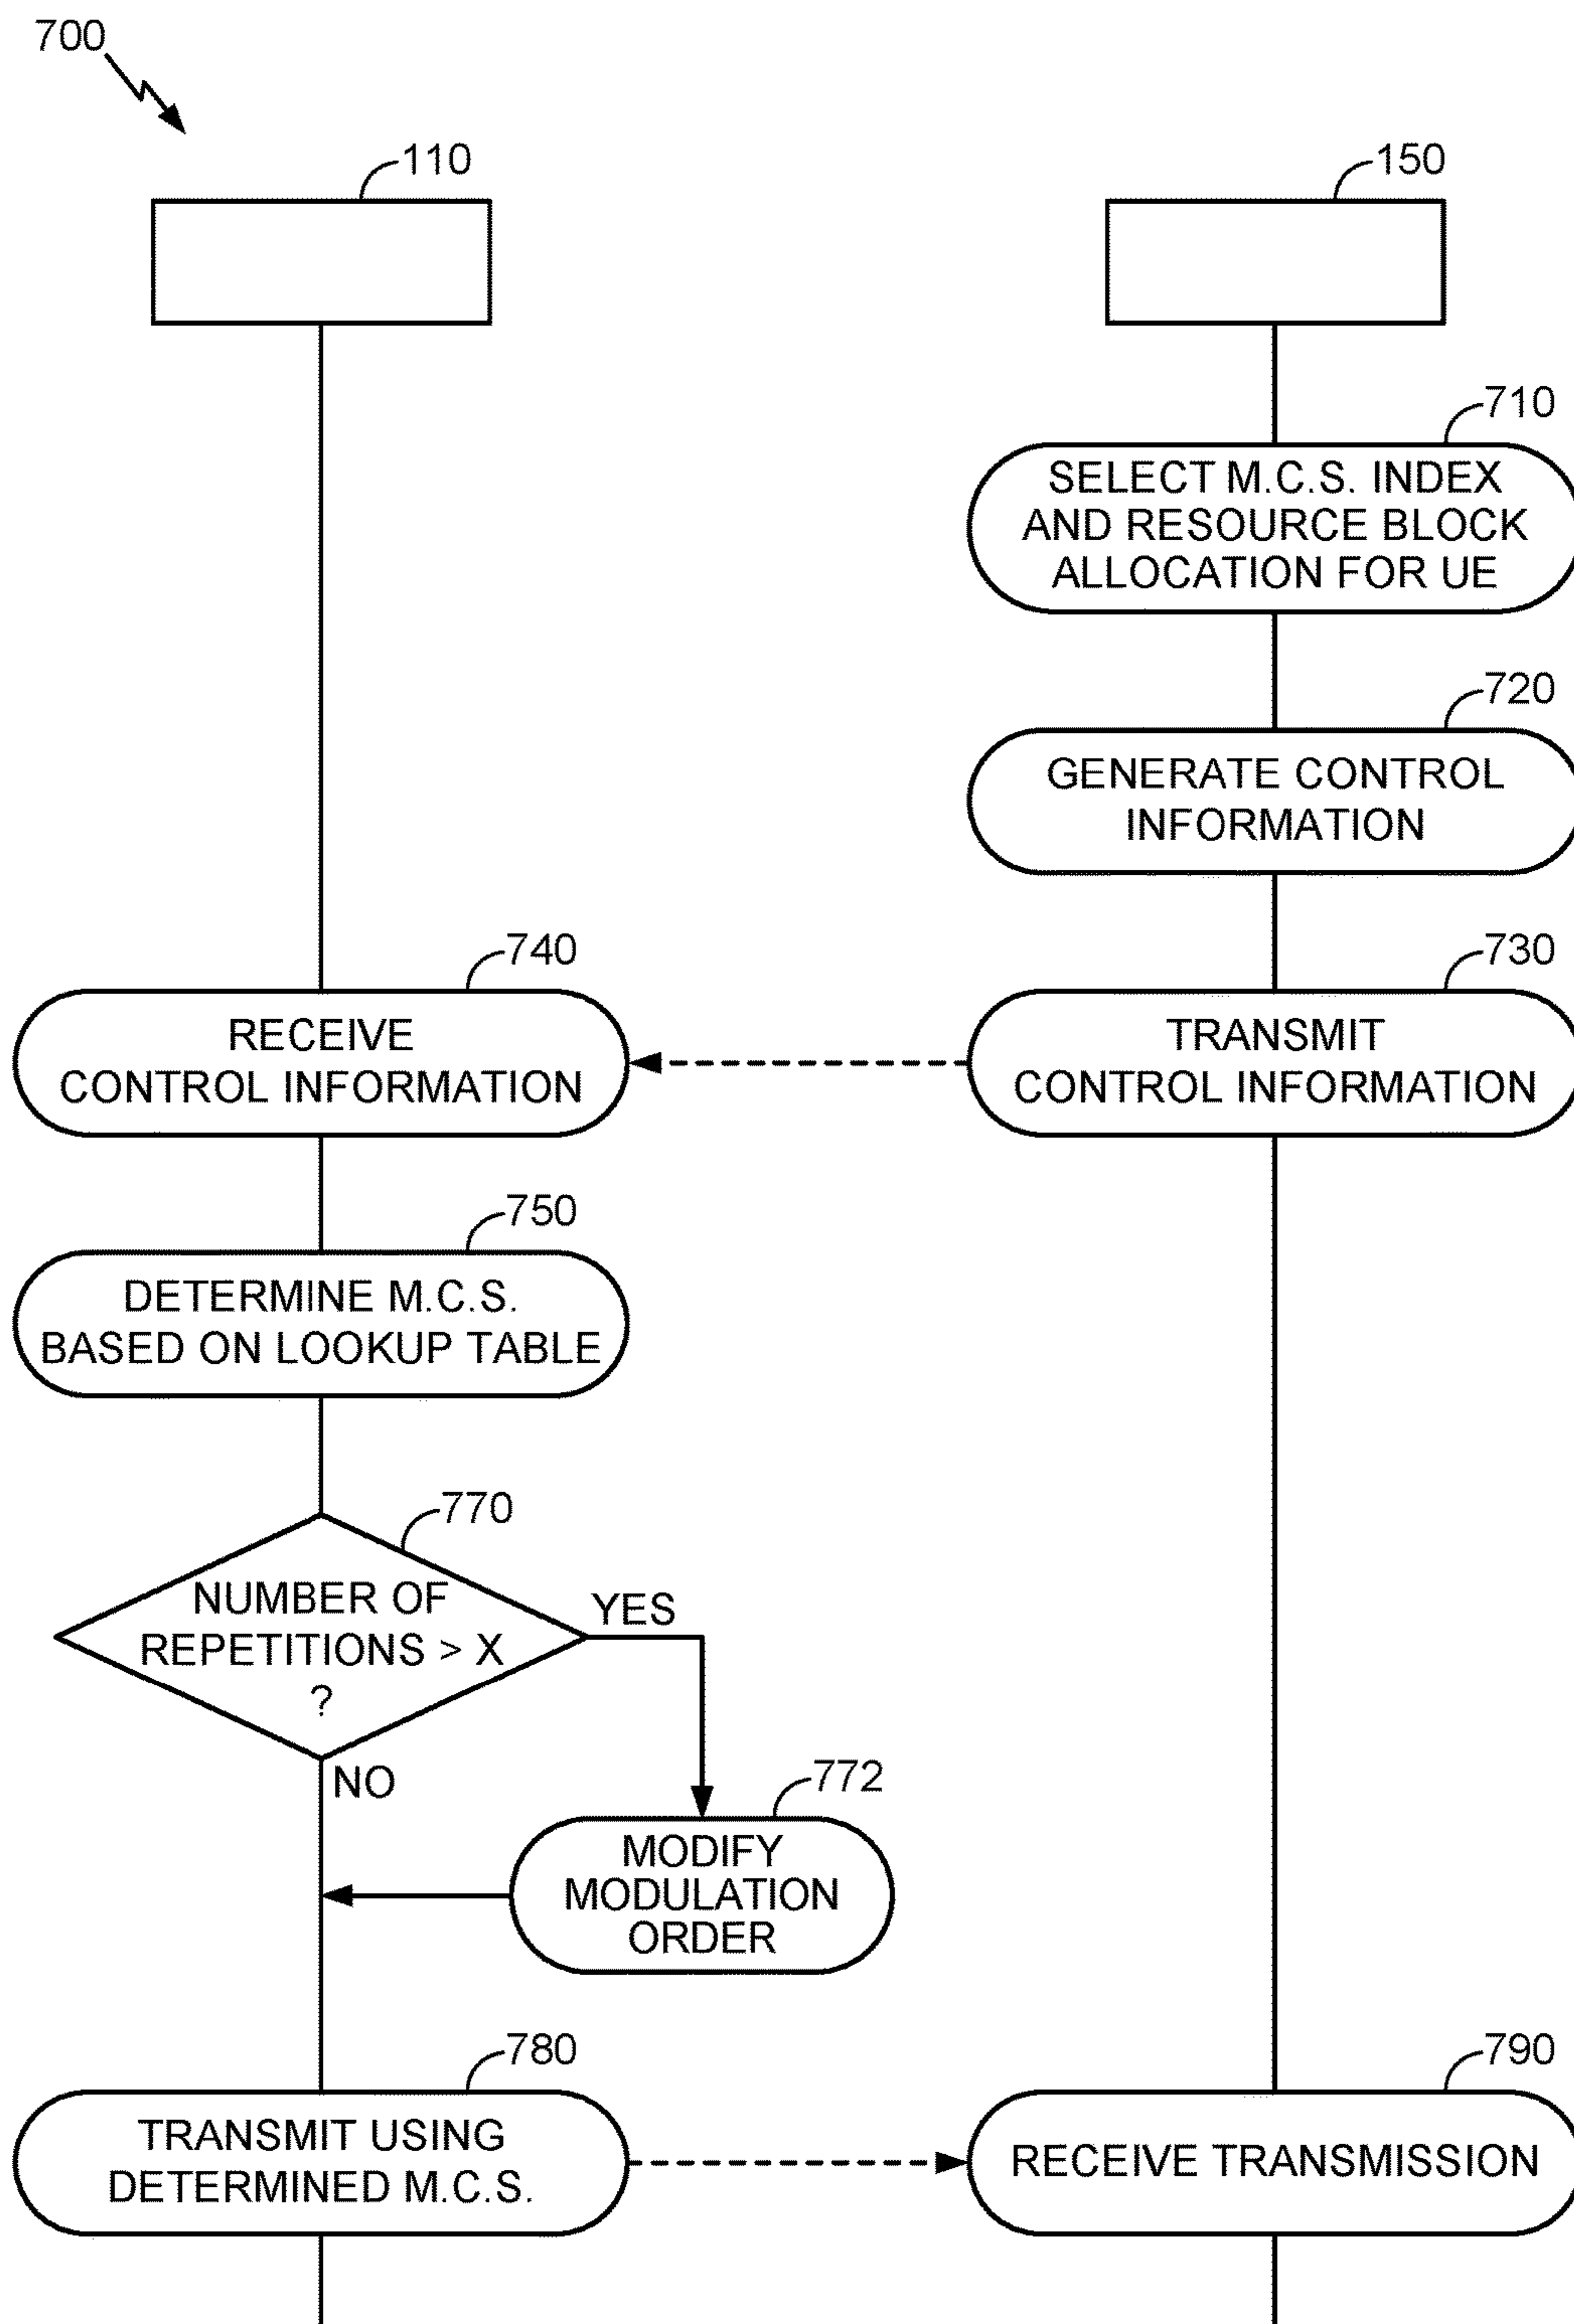 700
110
150
710
SELECT M.C.S. INDEX
AND RESOURCE BLOCK
ALLOCATION FOR UE
720
GENERATE CONTROL
INFORMATION
740
RECEIVE
CONTROL INFORMATION
730
TRANSMIT
CONTROL INFORMATION
750
DETERMINE M.C.S.
BASED ON LOOKUP TABLE
770
NUMBER OF
REPETITIONS > X
?
YES
NO
772
MODIFY
MODULATION
ORDER
780
TRANSMIT USING
DETERMINED M.C.S.
790
RECEIVE TRANSMISSION